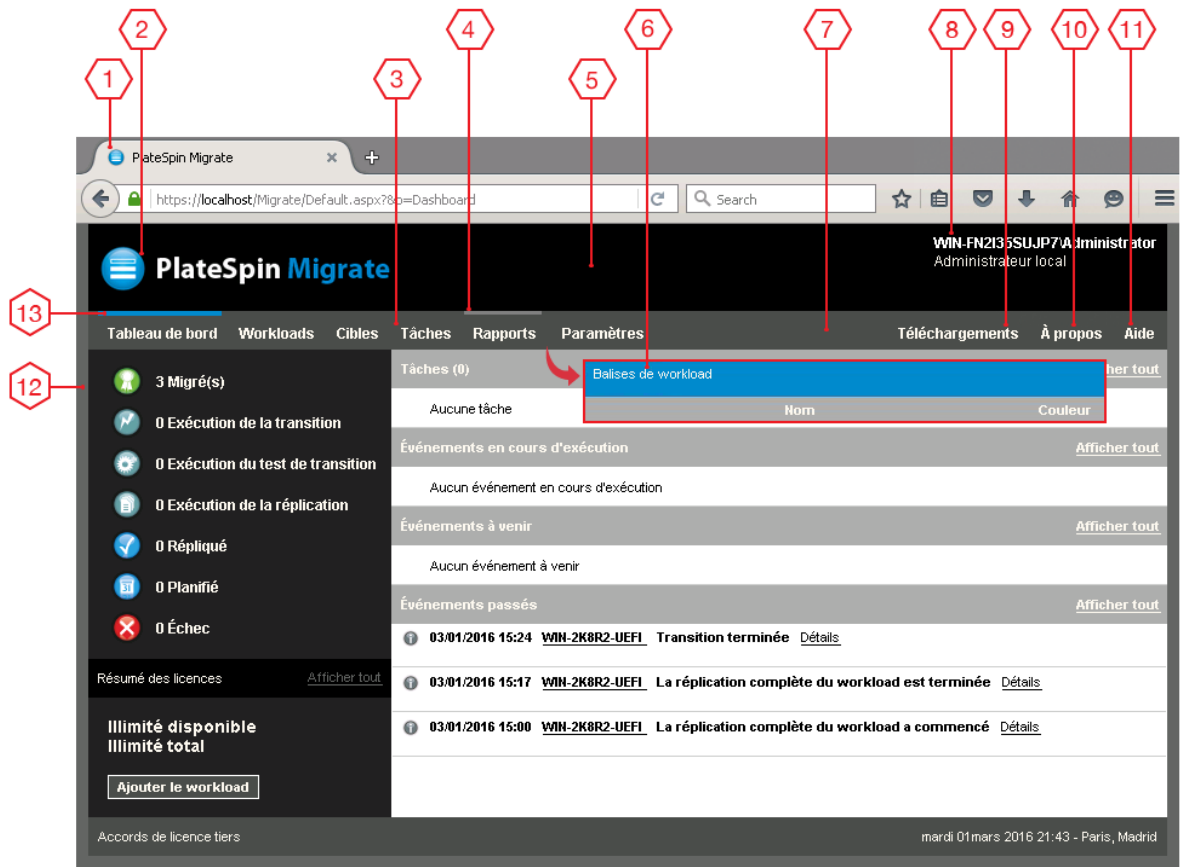 2
4
6
7
8
9
10
11
1
3
5
PlateSpin Migrate
https://localhost/Migrate/Default.aspx?&p=Dashboard
Search
PlateSpin Migrate
WIN-FN2I35SUJP7\Administrator
Administrateur local
13
Tableau de bord Workloads Cibles Tâches Rapports Paramètres Téléchargements À propos Aide
12
3 Migré(s)
0 Exécution de la transition
0 Exécution du test de transition
0 Exécution de la réplication
0 Répliqué
31
0 Planifié
0 Échec
Résumé des licences Afficher tout
Illimité disponible
Illimité total
Ajouter le workload
Tâches (0) her tout
Balises de workload
Nom Couleur
Aucune tâche
Événements en cours d'exécution Afficher tout
Aucun événement en cours d'exécution
Événements à venir Afficher tout
Aucun événement à venir
Événements passés Afficher tout
03/01/2016 15:24 WIN-2K8R2-UEFI Transition terminée Détails
03/01/2016 15:17 WIN-2K8R2-UEFI La réplication complète du workload est terminée Détails
03/01/2016 15:00 WIN-2K8R2-UEFI La réplication complète du workload a commencé Détails
Accords de licence tiers mardi 01mars 2016 21:43 - Paris, Madrid